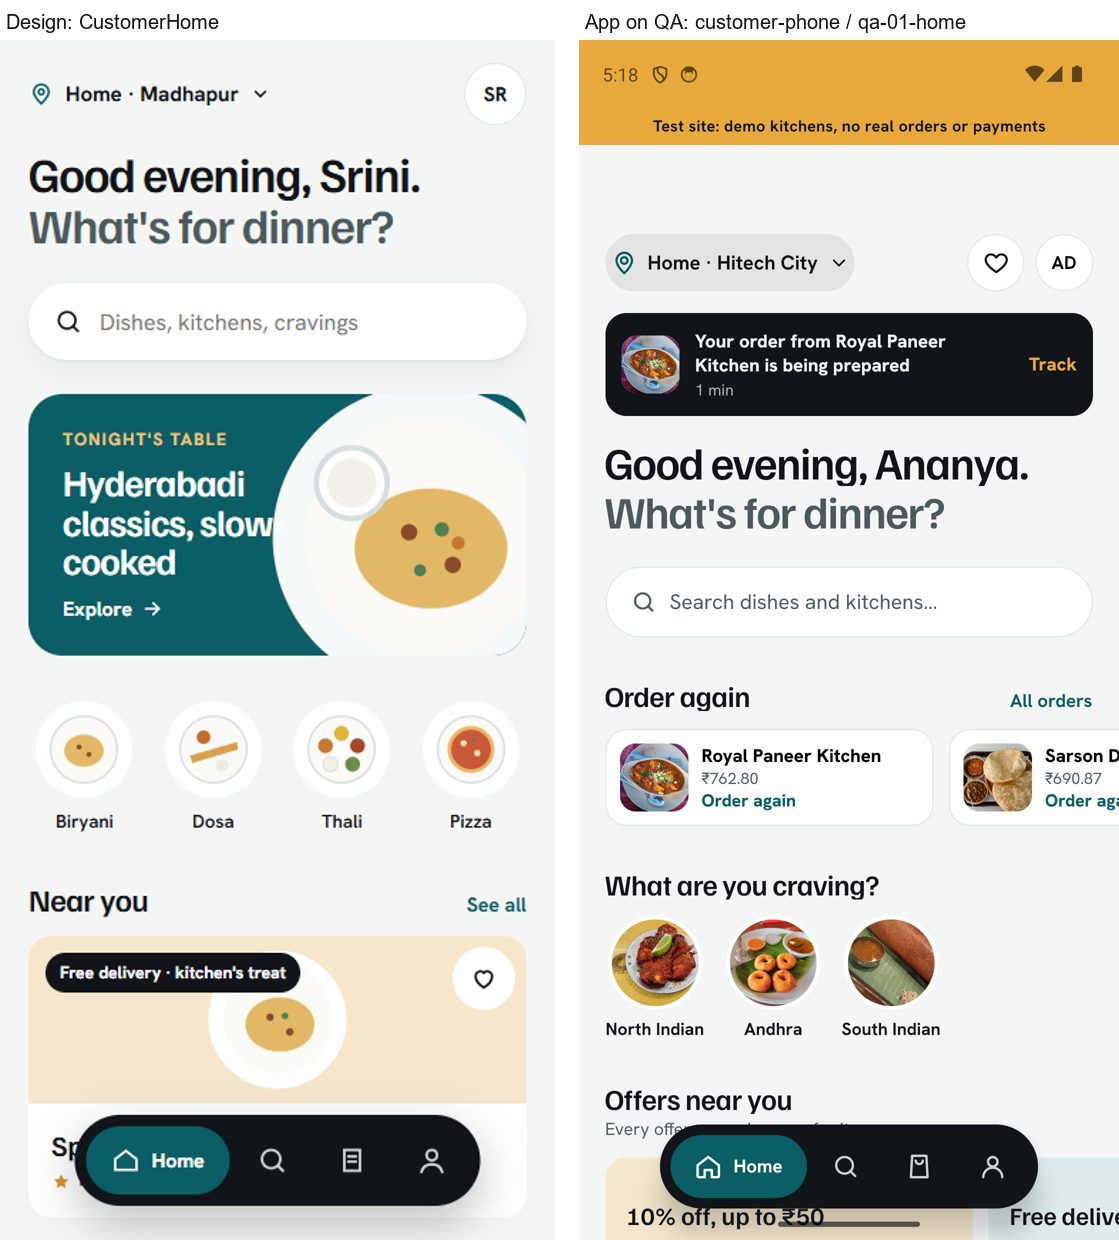 Design: CustomerHome
Home · Madhapur
SR
Good evening, Srini.
What's for dinner?
Dishes, kitchens, cravings
TONIGHT'S TABLE
Hyderabadi
classics, slow-
cooked
Explore →
Biryani
Dosa
Thali
Pizza
Near you
See all
Free delivery · kitchen's treat
Sp
Home
App on QA: customer-phone / qa-01-home
5:18
Test site: demo kitchens, no real orders or payments
Home · Hitech City
AD
Your order from Royal Paneer
Kitchen is being prepared
1 min
Track
Good evening, Ananya.
What's for dinner?
Search dishes and kitchens...
Order again
All orders
Royal Paneer Kitchen
₹762.80
Order again
Sarson D
₹690.87
Order aga
What are you craving?
North Indian
Andhra
South Indian
Offers near you
Every offe
Home
10% off, up to ₹50
Free delive